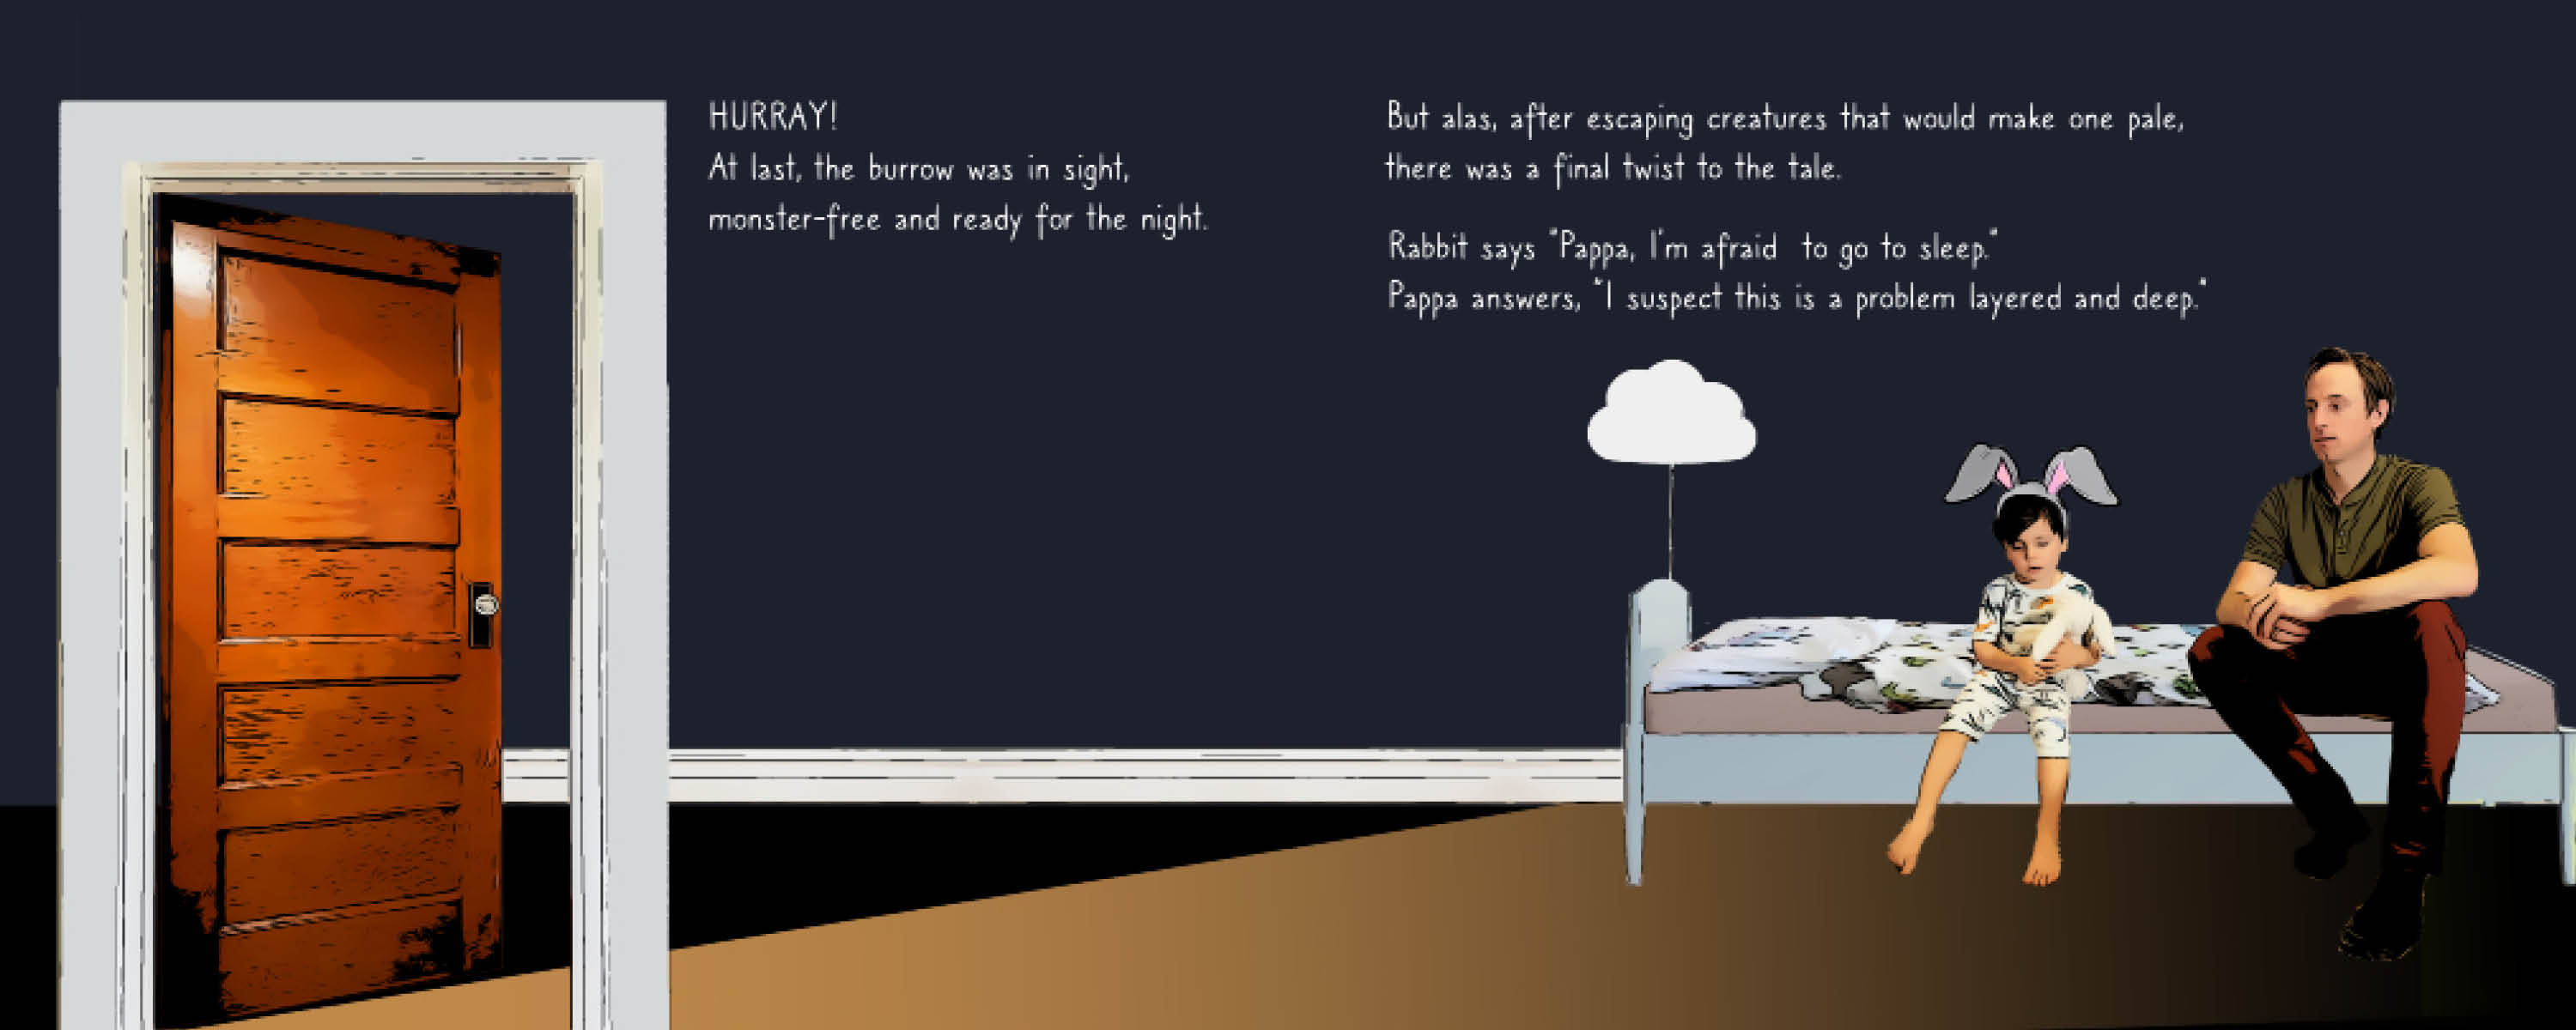 HURRAY!
At last, the burrow was in sight,
monster-free and ready for the night.
But alas, after escaping creatures that would make one pale,
there was a final twist to the tale.
Rabbit says "Pappa, I'm afraid  to go to sleep."
Pappa answers, "I suspect this is a problem layered and deep."